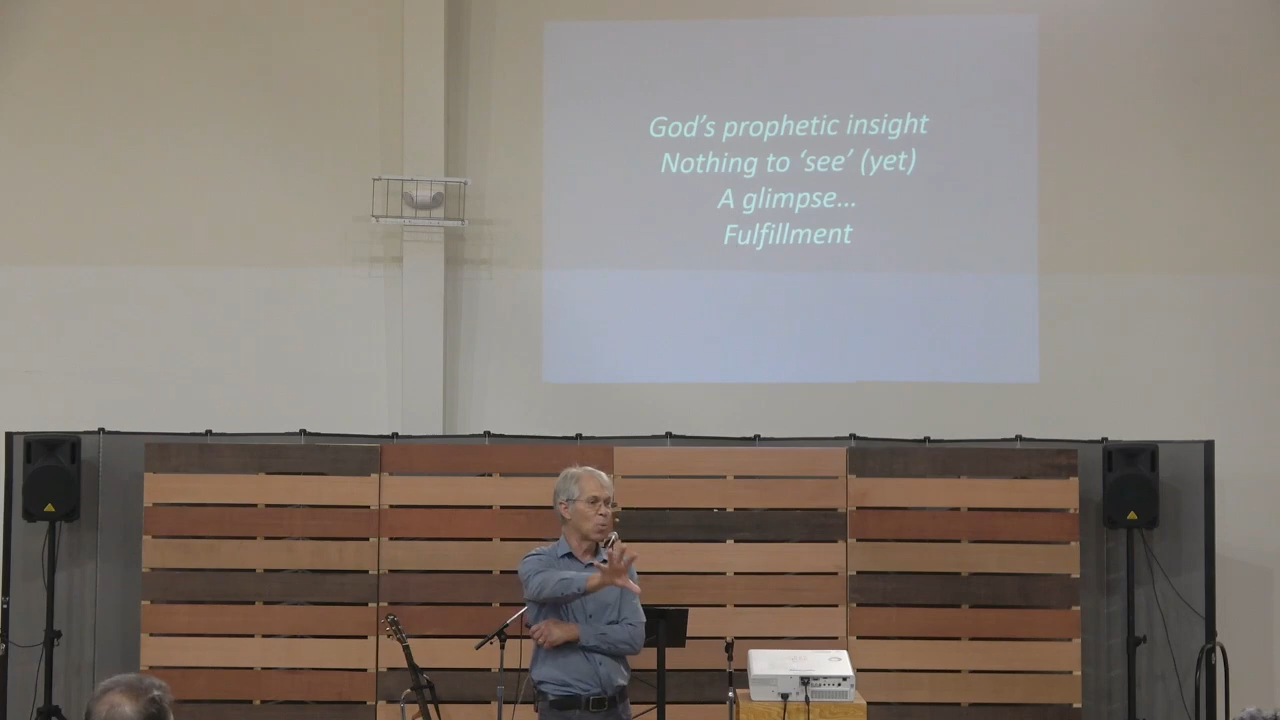 God’s prophetic insight
Nothing to ‘see’ (yet)
A glimpse…
Fulfillment